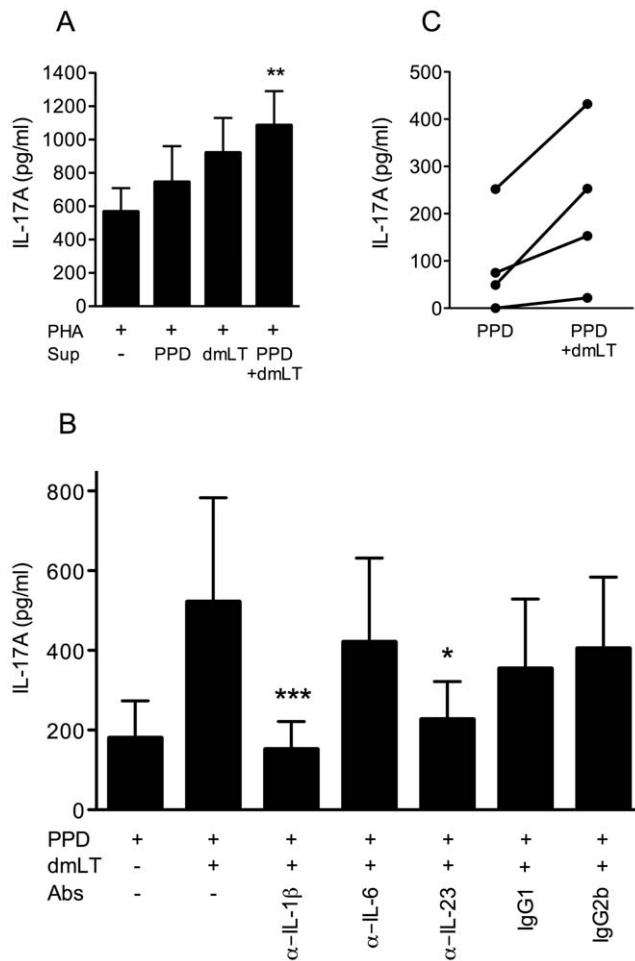 A
1400
1200
1000
800
600
400
200
0
IL-17A (pg/ml)
**
PHA + + + +
Sup - PPD dmLT PPD
+dmLT
C
500
400
300
200
100
0
IL-17A (pg/ml)
PPD PPD
+dmLT
B
800
600
400
200
0
IL-17A (pg/ml)
***
*
PPD + + + + + + +
dmLT - + + + + + +
Abs - - α-IL-1β α-IL-6 α-IL-23 IgG1 IgG2b